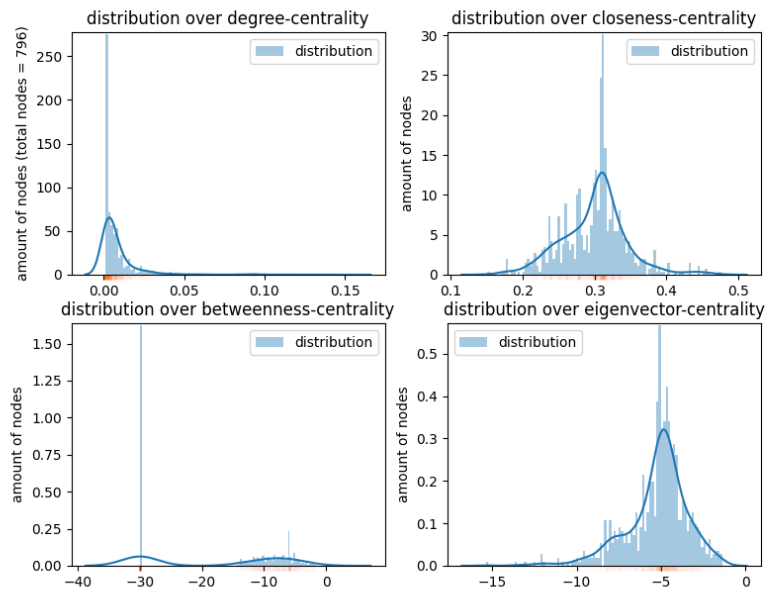 distribution over degree-centrality
amount of nodes (total nodes = 796)
distribution
250
200
150
100
50
0
0.00 0.05 0.10 0.15
distribution over closeness-centrality
amount of nodes
distribution
30
25
20
15
10
5
0
0.1 0.2 0.3 0.4 0.5
distribution over betweenness-centrality
amount of nodes
distribution
1.50
1.25
1.00
0.75
0.50
0.25
0.00
−40 −30 −20 −10 0
distribution over eigenvector-centrality
amount of nodes
distribution
0.5
0.4
0.3
0.2
0.1
0.0
−15 −10 −5 0